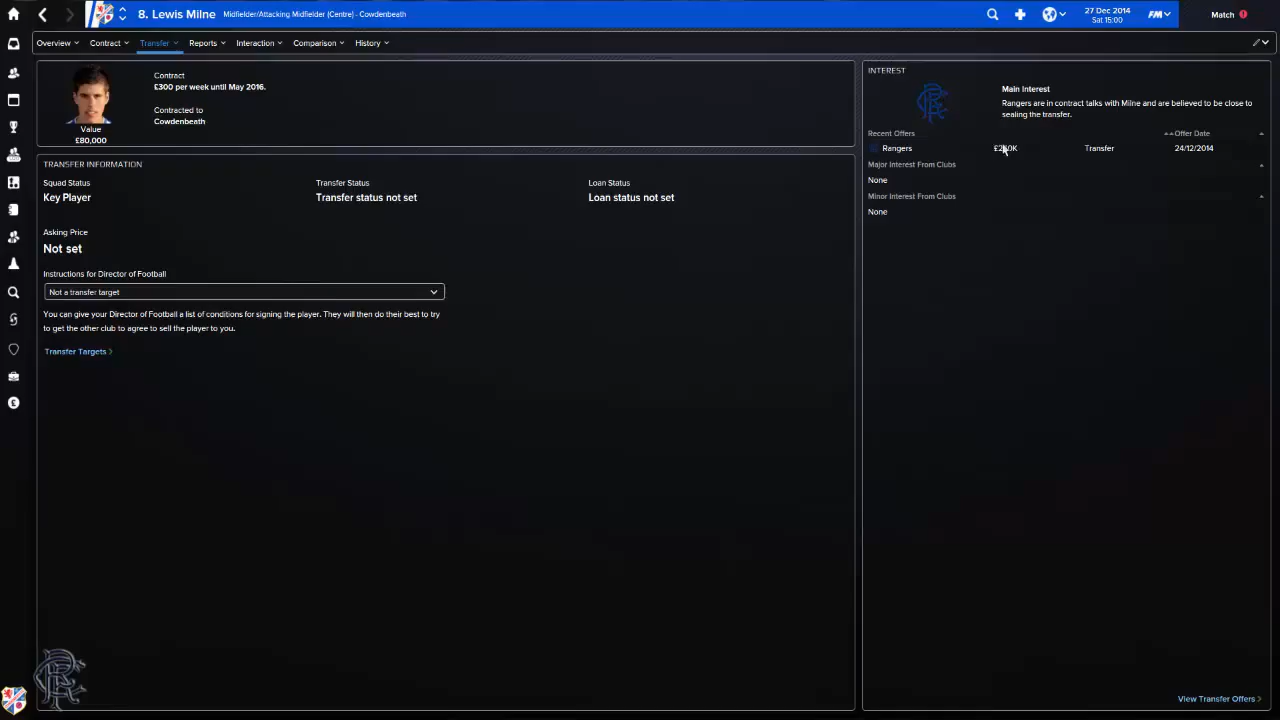 8. Lewis Milne Midfielder/Attacking Midfielder (Centre) - Cowdenbeath
27 Dec 2014
Sat 15:00
FM
Match
Overview Contract Transfer Reports Interaction Comparison History
Value
£80,000
Contract
£300 per week until May 2016.
Contracted to
Cowdenbeath
TRANSFER INFORMATION
Squad Status Transfer Status Loan Status
Key Player Transfer status not set Loan status not set
Asking Price
Not set
Instructions for Director of Football
Not a transfer target
You can give your Director of Football a list of conditions for signing the player. They will then do their best to try
to get the other club to agree to sell the player to you.
Transfer Targets
INTEREST
Main Interest
Rangers are in contract talks with Milne and are believed to be close to
sealing the transfer.
Recent Offers Offer Date
Rangers Transfer 24/12/2014
Major Interest From Clubs
None
Minor Interest From Clubs
None
View Transfer Offers